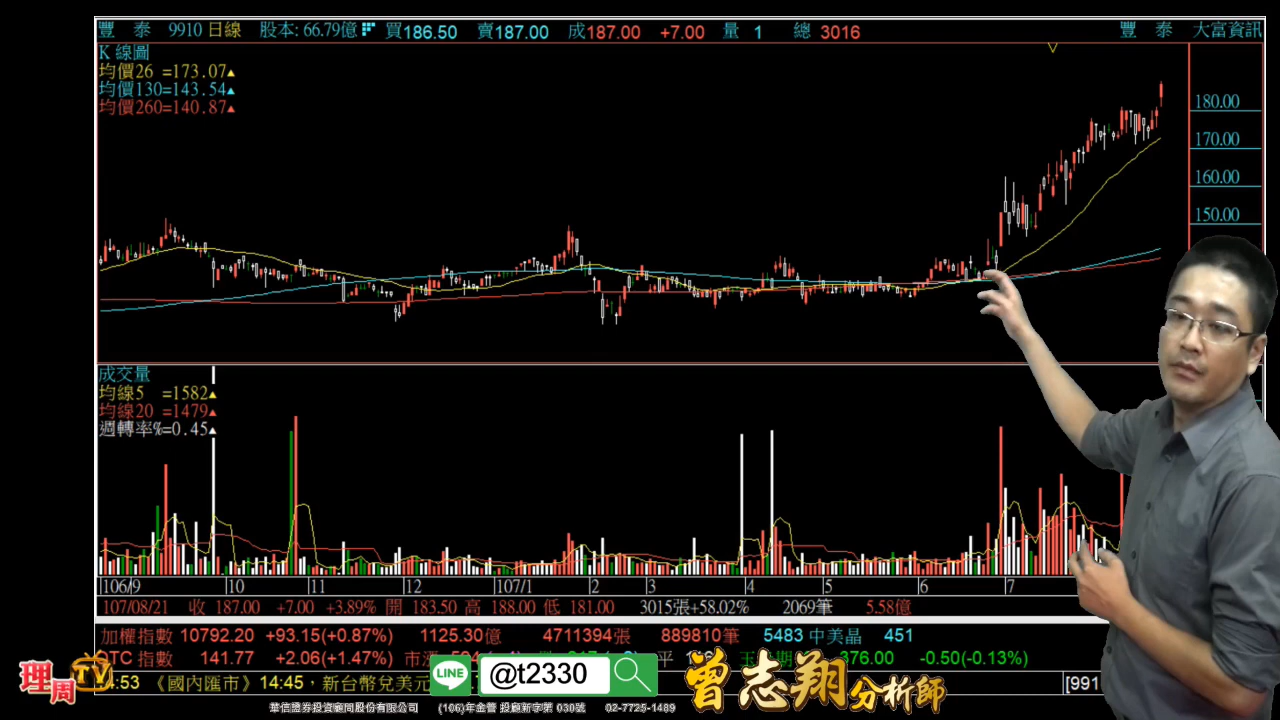 豐 泰 9910 日線 股本: 66.79億 買186.50 賣187.00 成187.00 +7.00 量 1 總 3016 豐 泰 大富資訊
K 線圖
均價26 =173.07▲
均價130=143.54▲
均價260=140.87▲
180.00
170.00
160.00
150.00
成交量
均線5 =1582▲
均線20 =1479▲
週轉率%=0.45▲
106/9 10 11 12 107/1 2 3 4 5 6 7
107/08/21 收 187.00 +7.00 +3.89% 開 183.50 高 188.00 低 181.00 3015張+58.02% 2069筆 5.58億
加權指數 10792.20 +93.15(+0.87%) 1125.30億 4711394張 889810筆 5483 中美晶 451
OTC 指數 141.77 +2.06(+1.47%) 市漲 平 376.00 -0.50(-0.13%)
理周TV
4:53 《國內匯市》14:45，新台幣兌美元 [991
LINE @t2330
曾志翔分析師
華信證券投資顧問股份有限公司 (106)年金管 投顧新字第 030號 02-7725-1489